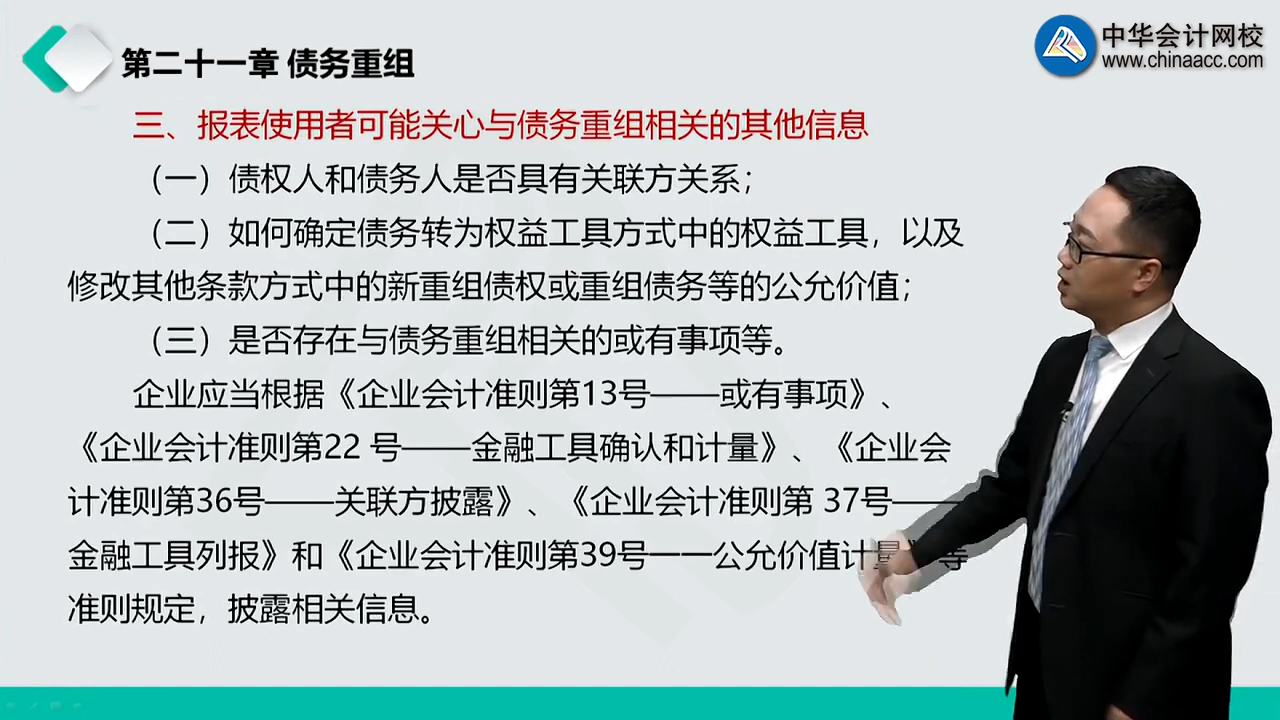 第二十一章 债务重组
中华会计网校
www.chinaacc.com
三、报表使用者可能关心与债务重组相关的其他信息
（一）债权人和债务人是否具有关联方关系；
（二）如何确定债务转为权益工具方式中的权益工具，以及
修改其他条款方式中的新重组债权或重组债务等的公允价值；
（三）是否存在与债务重组相关的或有事项等。
企业应当根据《企业会计准则第13号——或有事项》、
《企业会计准则第22 号——金融工具确认和计量》、《企业会
计准则第36号——关联方披露》、《企业会计准则第 37号——
金融工具列报》和《企业会计准则第39号一一公允价值计量》等
准则规定，披露相关信息。